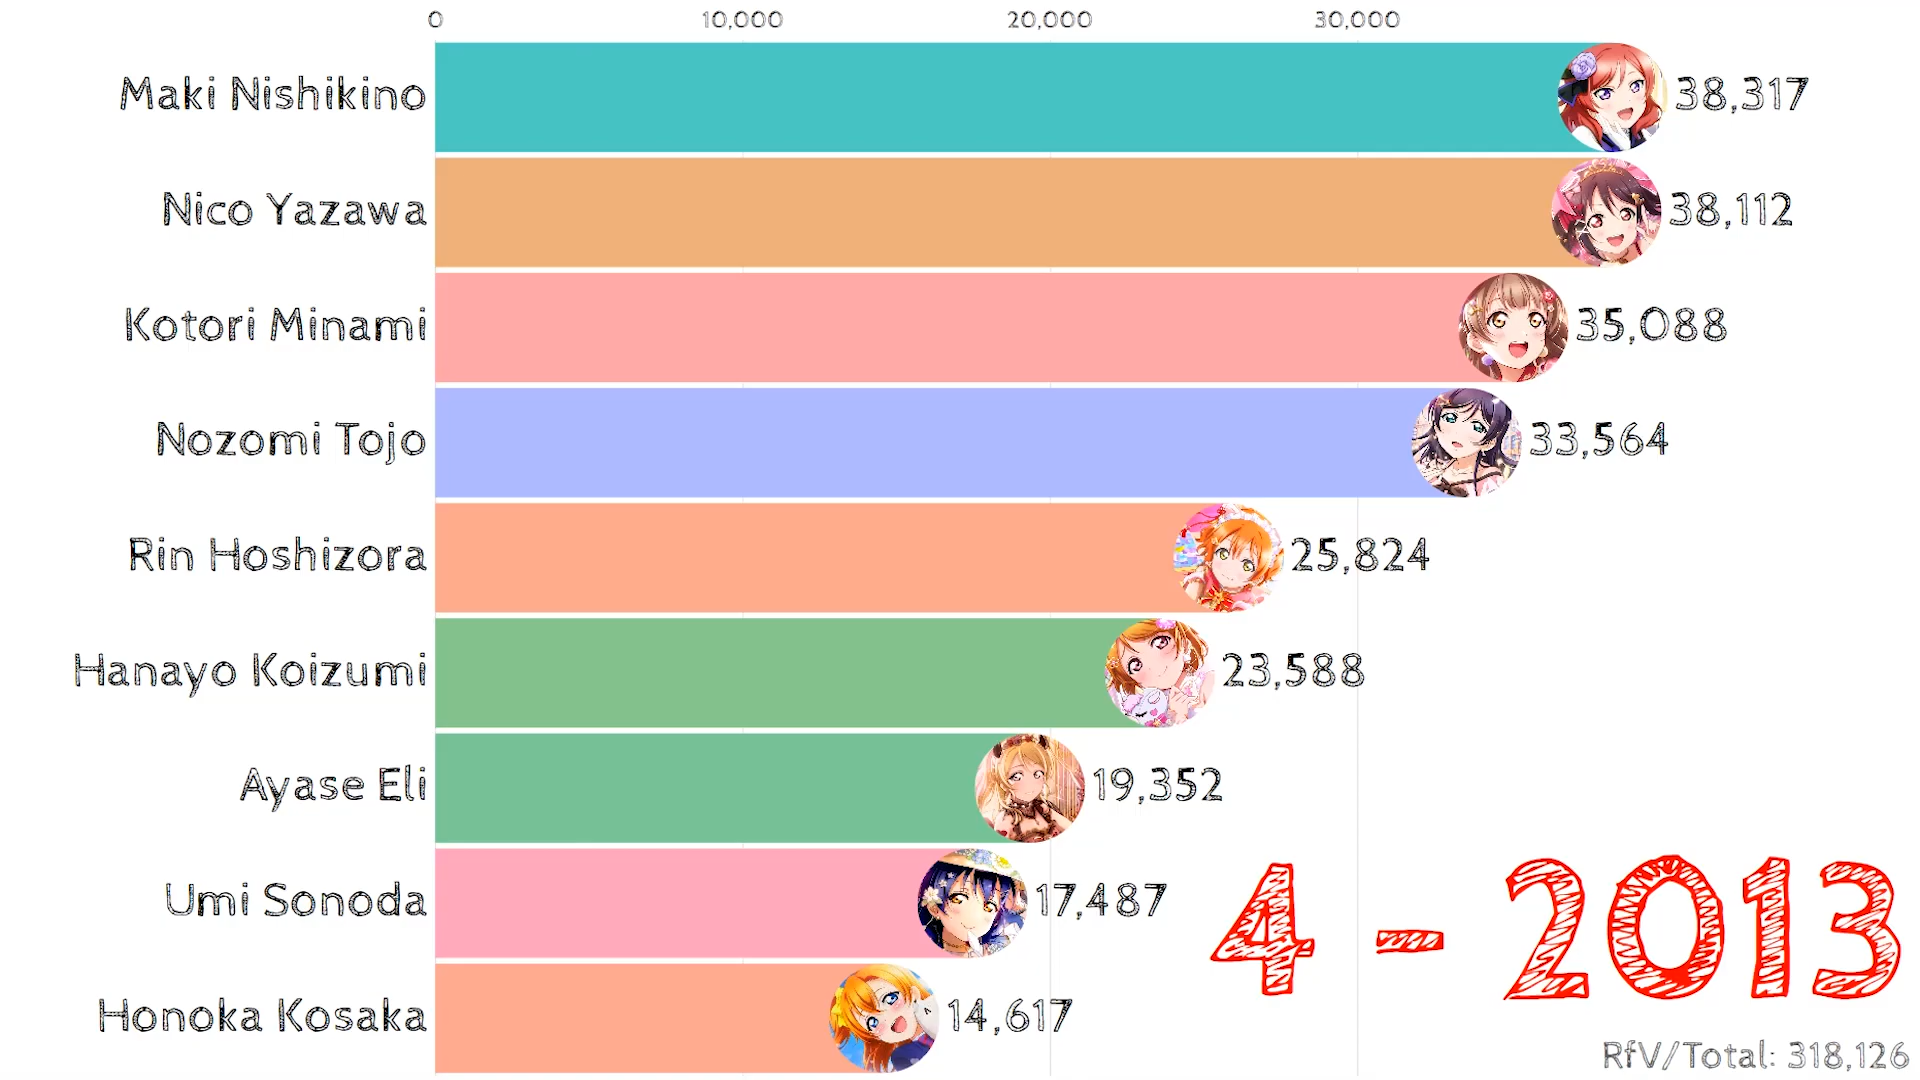 0 10,000 20,000 30,000
Maki Nishikino 38,317
Nico Yazawa 38,112
Kotori Minami 35,088
Nozomi Tojo 33,564
Rin Hoshizora 25,824
Hanayo Koizumi 23,588
Ayase Eli 19,352
Umi Sonoda 17,487
Honoka Kosaka 14,617
4 - 2013
RfV/Total: 318,126